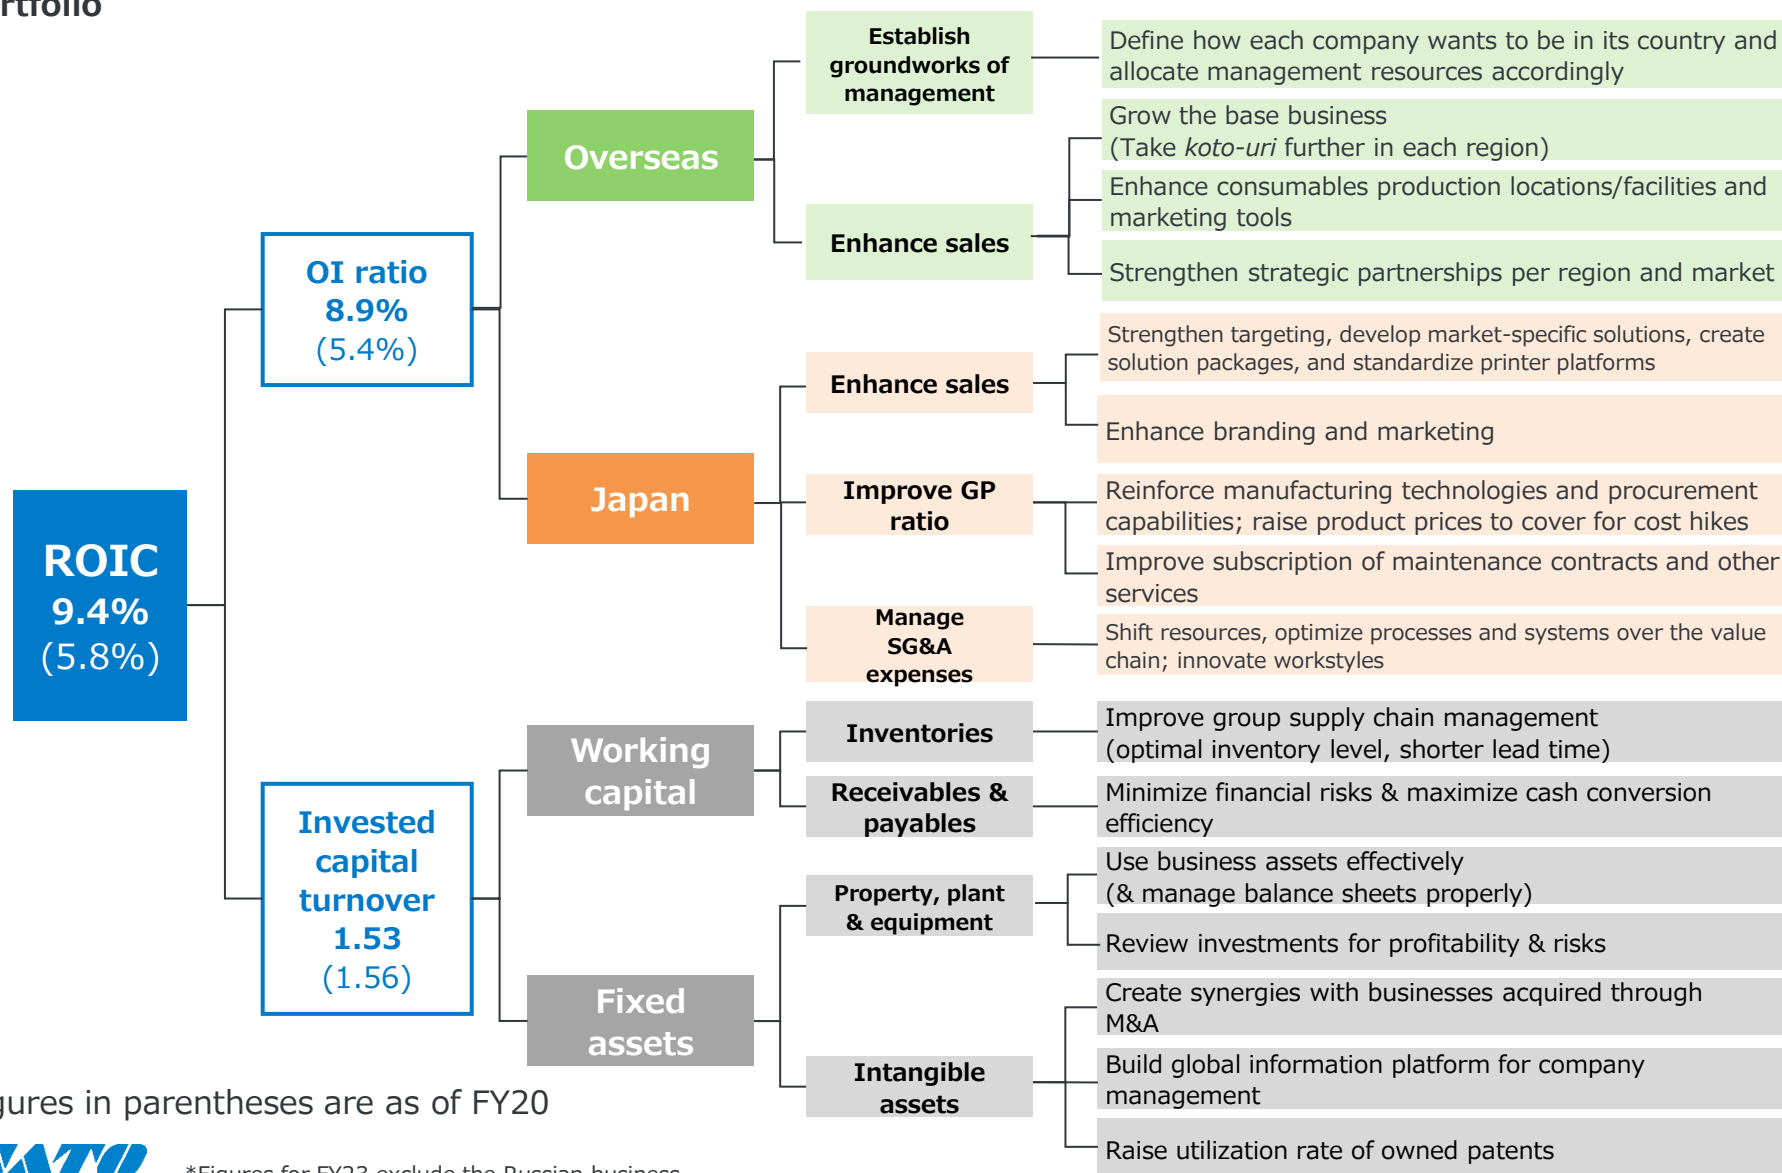 rtfolio
Establish
groundworks of
management
Define how each company wants to be in its country and
allocate management resources accordingly
Grow the base business
(Take koto-uri further in each region)
Overseas
Enhance consumables production locations/facilities and
marketing tools
Enhance sales
Strengthen strategic partnerships per region and market
OI ratio
8.9%
(5.4%)
Strengthen targeting, develop market-specific solutions, create
solution packages, and standardize printer platforms
Enhance sales
Enhance branding and marketing
Japan
Improve GP
ratio
Reinforce manufacturing technologies and procurement
capabilities; raise product prices to cover for cost hikes
Improve subscription of maintenance contracts and other
services
ROIC
9.4%
(5.8%)
Manage
SG&A
expenses
Shift resources, optimize processes and systems over the value
chain; innovate workstyles
Working
capital
Inventories
Improve group supply chain management
(optimal inventory level, shorter lead time)
Receivables &
payables
Minimize financial risks & maximize cash conversion
efficiency
Invested
capital
turnover
1.53
(1.56)
Property, plant
& equipment
Use business assets effectively
(& manage balance sheets properly)
Review investments for profitability & risks
Fixed
assets
Create synergies with businesses acquired through
M&A
Intangible
assets
Build global information platform for company
management
Raise utilization rate of owned patents
gures in parentheses are as of FY20
SATO
*Figures for FY23 exclude the Russian business